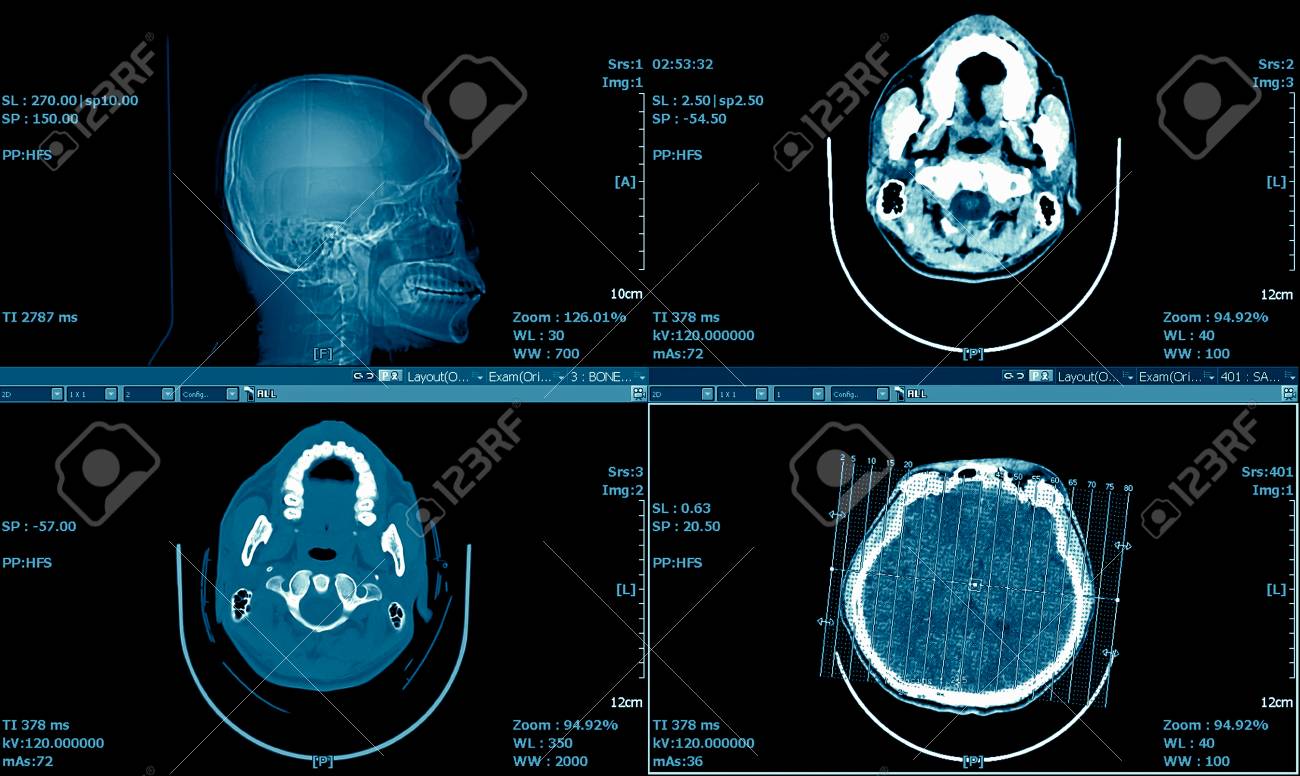 Srs:1
Img:1
SL : 270.00|sp10.00
SP : 150.00
PP:HFS
[A]
10cm
TI 2787 ms
Zoom : 126.01%
WL : 30
WW : 700
[F]
02:53:32
Srs:2
Img:3
SL : 2.50|sp2.50
SP : -54.50
PP:HFS
[L]
12cm
TI 378 ms
kV:120.000000
mAs:72
Zoom : 94.92%
WL : 40
WW : 100
[P]
Layout(O... Exam(Ori... 3 : BONE...
2D 1 X 1 2 Config.. ALL
Layout(O... Exam(Ori... 401 : SA...
2D 1 X 1 1 Config.. ALL
Srs:3
Img:2
SP : -57.00
PP:HFS
[L]
12cm
TI 378 ms
kV:120.000000
mAs:72
Zoom : 94.92%
WL : 350
WW : 2000
[P]
Srs:401
Img:1
SL : 0.63
SP : 20.50
PP:HFS
2 5 10 15 20 50 55 60 65 70 75 80
[L]
12cm
TI 378 ms
kV:120.000000
mAs:36
Zoom : 94.92%
WL : 40
WW : 100
[P]
123RF
123RF
123RF
123RF